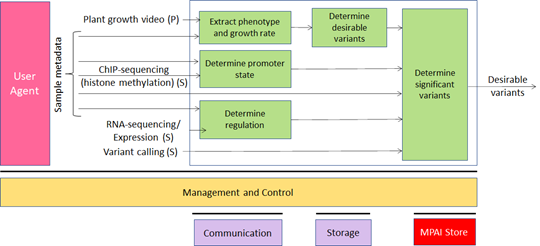 Plant growth video (P)
Extract phenotype
and growth rate
Determine
desirable
variants
User
Agent
Sample metadata
ChIP-sequencing
(histone methylation) (S)
Determine promoter
state
Determine
significant
variants
Desirable
variants
Determine
regulation
RNA-sequencing/
Expression (S)
Variant calling (S)
Management and Control
Communication
Storage
MPAI Store